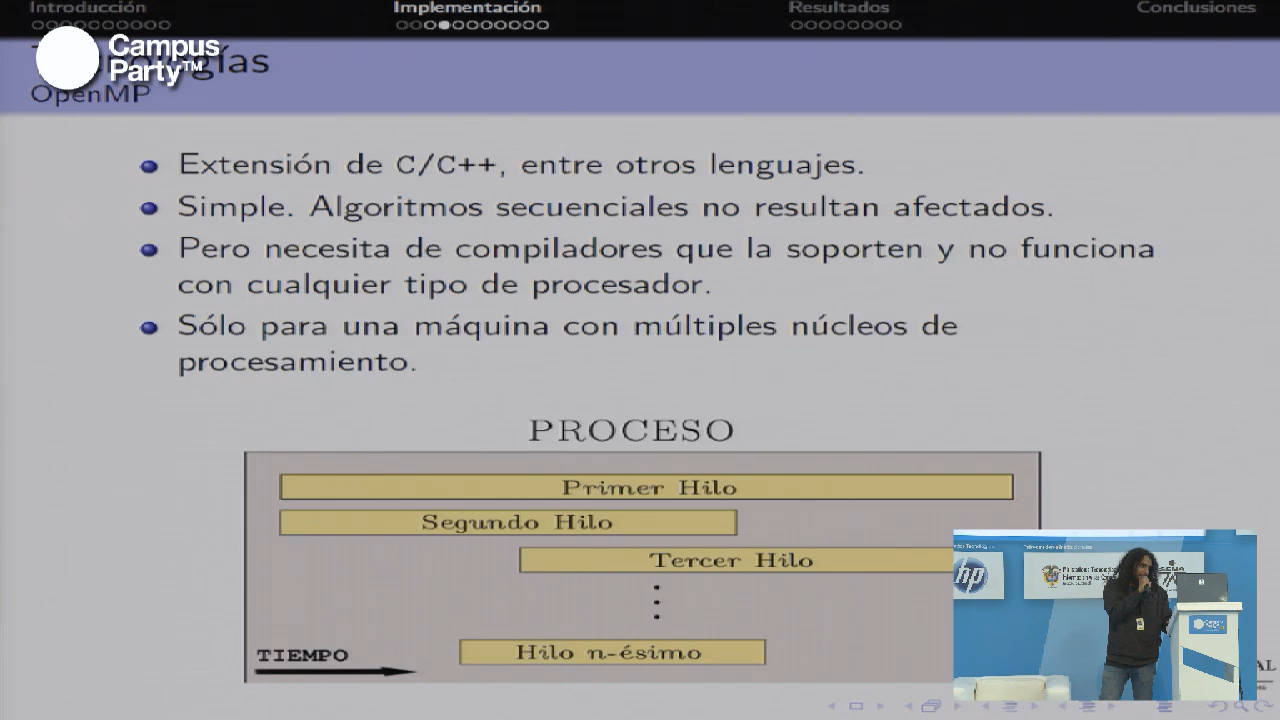 Introducción
Implementación
Resultados
Conclusiones
Campus
Party™
OpenMP
Extensión de C/C++, entre otros lenguajes.
Simple. Algoritmos secuenciales no resultan afectados.
Pero necesita de compiladores que la soporten y no funciona
con cualquier tipo de procesador.
Sólo para una máquina con múltiples núcleos de
procesamiento.
PROCESO
Primer Hilo
Segundo Hilo
Tercer Hilo
Hilo n-ésimo
TIEMPO
hp